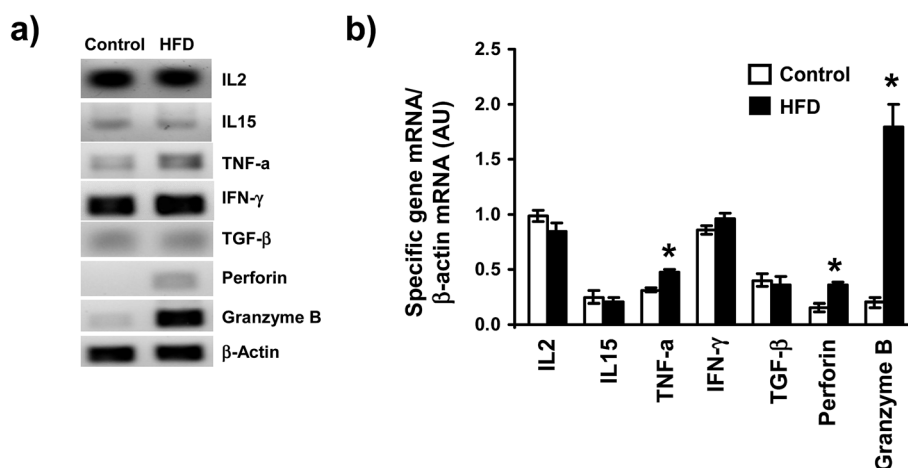 a)
Control HFD
IL2
IL15
TNF-a
IFN-γ
TGF-β
Perforin
Granzyme B
β-Actin
b)
Specific gene mRNA/
β-actin mRNA (AU)
2.5
2.0
1.5
1.0
0.5
0.0
Control
HFD
*
*
*
IL2
IL15
TNF-a
IFN-γ
TGF-β
Perforin
Granzyme B